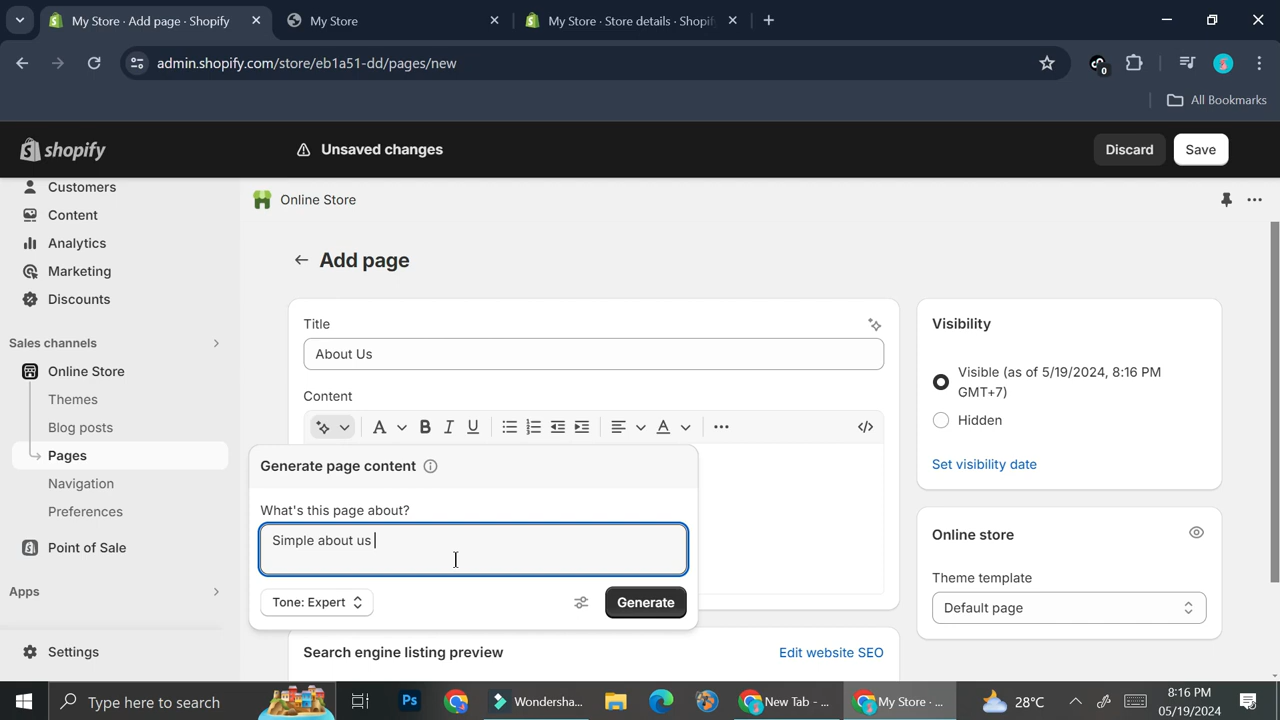 My Store · Add page · Shopify
My Store
My Store · Store details · Shopif
admin.shopify.com/store/eb1a51-dd/pages/new
0
All Bookmarks
shopify
Unsaved changes
Discard
Save
Customers
Content
Analytics
Marketing
Discounts
Sales channels
Online Store
Themes
Blog posts
Pages
Navigation
Preferences
Point of Sale
Apps
Settings
Online Store
Add page
Title
About Us
Content
A
B
I
U
A
Generate page content
What's this page about?
Simple about us
Tone: Expert
Generate
Search engine listing preview
Edit website SEO
Visibility
Visible (as of 5/19/2024, 8:16 PM
GMT+7)
Hidden
Set visibility date
Online store
Theme template
Default page
Type here to search
Ps
Wondersha...
New Tab - ...
My Store · ...
28°C
8:16 PM
05/19/2024